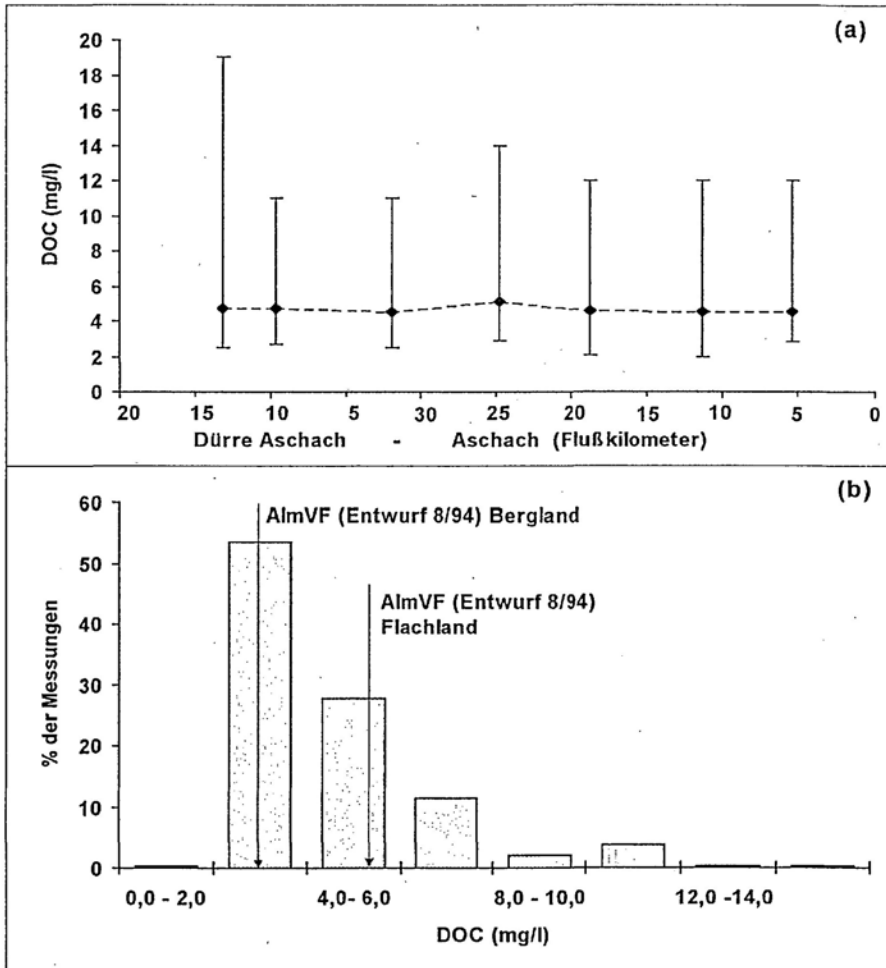 (a)
20
18
16
14
12
10
8
6
4
2
0
DOC (mg/l)
20 15 10 5 30 25 20 15 10 5 0
Dürre Aschach - Aschach (Flußkilometer)
(b)
60
50
40
30
20
10
0
% der Messungen
AlmVF (Entwurf 8/94) Bergland
AlmVF (Entwurf 8/94)
Flachland
0,0 - 2,0 4,0- 6,0 8,0 - 10,0 12,0 -14,0
DOC (mg/l)